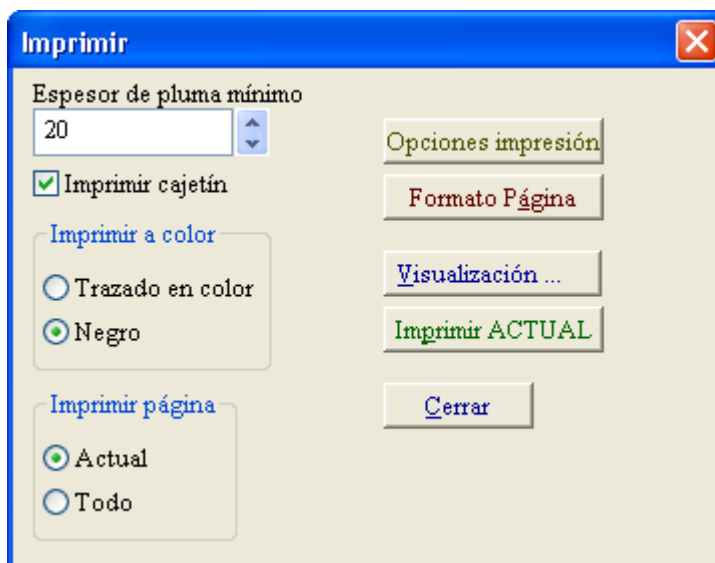 Imprimir
Espesor de pluma mínimo
20
Imprimir cajetín
Imprimir a color
Trazado en color
Negro
Imprimir página
Actual
Todo
Opciones impresión
Formato Página
Visualización ...
Imprimir ACTUAL
Cerrar